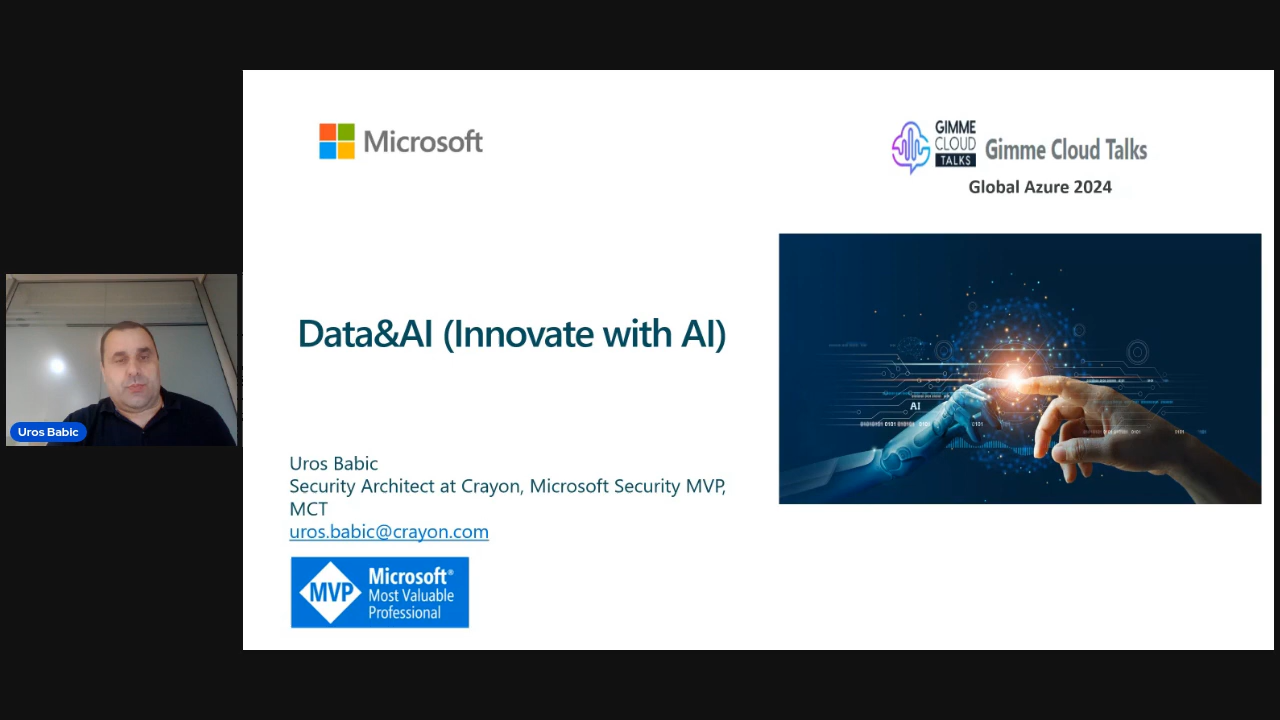 Microsoft
GIMME
CLOUD
TALKS
Gimme Cloud Talks
Global Azure 2024
Data&AI (Innovate with AI)
AI
Uros Babic
Uros Babic
Security Architect at Crayon, Microsoft Security MVP,
MCT
uros.babic@crayon.com
MVP
Microsoft®
Most Valuable
Professional